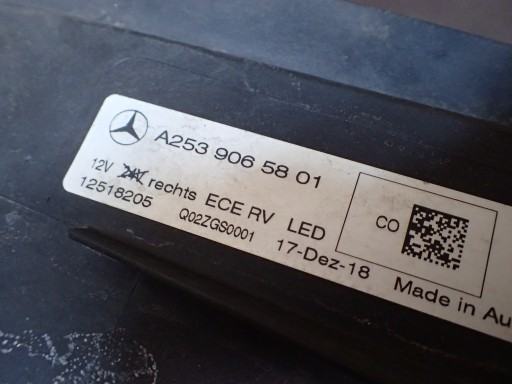 A253 906 58 01
12V rechts ECE RV LED
12518205 Q02ZGS0001 17-Dez-18
CO
Made in Au